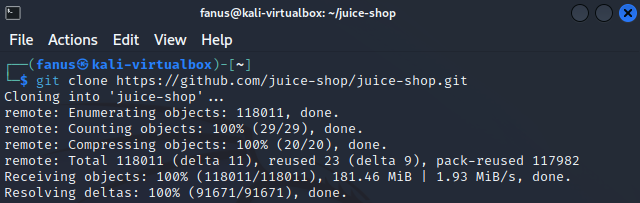 fanus@kali-virtualbox: ~/juice-shop
File Actions Edit View Help
┌──(fanus㉿kali-virtualbox)-[~]
└─$ git clone https://github.com/juice-shop/juice-shop.git
Cloning into 'juice-shop'...
remote: Enumerating objects: 118011, done.
remote: Counting objects: 100% (29/29), done.
remote: Compressing objects: 100% (20/20), done.
remote: Total 118011 (delta 11), reused 23 (delta 9), pack-reused 117982
Receiving objects: 100% (118011/118011), 181.46 MiB | 1.93 MiB/s, done.
Resolving deltas: 100% (91671/91671), done.